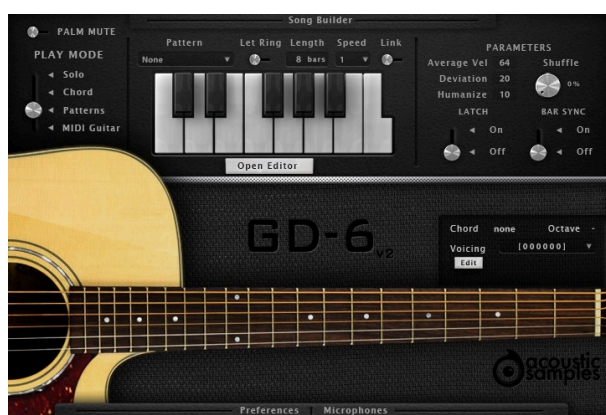 Song Builder
PALM MUTE
PLAY MODE
Solo
Chord
Patterns
MIDI Guitar
Pattern Let Ring Length Speed Link
None 8 bars 1
Open Editor
PARAMETERS
Average Vel 64 Shuffle
Deviation 20 0%
Humanize 10
LATCH BAR SYNC
On On
Off Off
GD-6 v2
Chord none Octave -
Voicing [000000]
Edit
acoustic
samples
Preferences Microphones